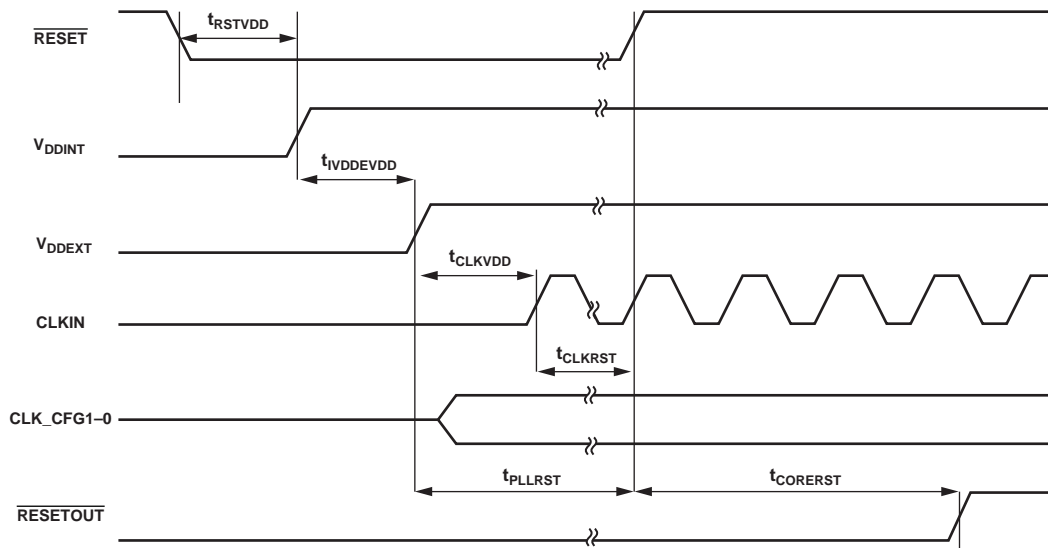 RESET
tRSTVDD
VDDINT
tIVDDEVDD
VDDEXT
tCLKVDD
CLKIN
tCLKRST
CLK_CFG1–0
tPLLRST
tCORERST
RESETOUT